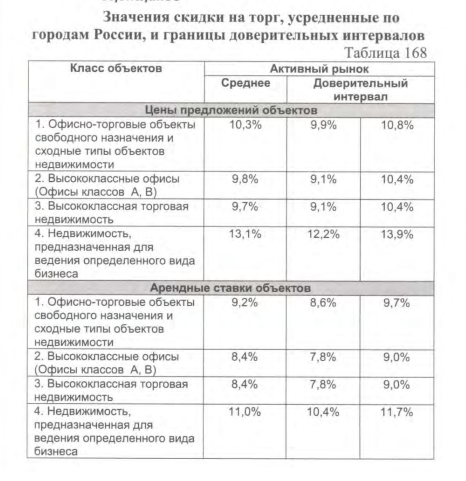 Значения скидки на торг, усредненные по
городам России, и границы доверительных интервалов
Таблица 168
Класс объектов Активный рынок
Среднее Доверительный
интервал
Цены предложений объектов
1. Офисно-торговые объекты 10,3% 9,9% 10,8%
свободного назначения и
сходные типы объектов
недвижимости
2. Высококлассные офисы 9,8% 9,1% 10,4%
(Офисы классов А, В)
3. Высококлассная торговая 9,7% 9,1% 10,4%
недвижимость
4. Недвижимость, 13,1% 12,2% 13,9%
предназначенная для
ведения определенного вида
бизнеса
Арендные ставки объектов
1. Офисно-торговые объекты 9,2% 8,6% 9,7%
свободного назначения и
сходные типы объектов
недвижимости
2. Высококлассные офисы 8,4% 7,8% 9,0%
(Офисы классов А, В)
3. Высококлассная торговая 8,4% 7,8% 9,0%
недвижимость
4. Недвижимость, 11,0% 10,4% 11,7%
предназначенная для
ведения определенного вида
бизнеса